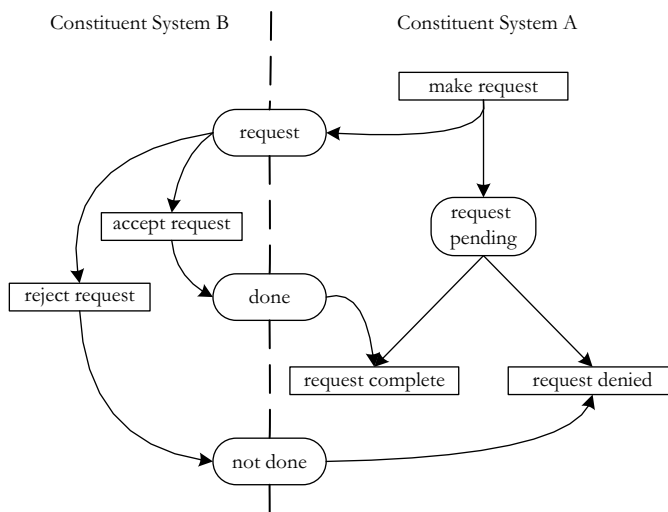 Constituent System B
Constituent System A
make request
request
request
pending
accept request
reject request
done
request complete
request denied
not done